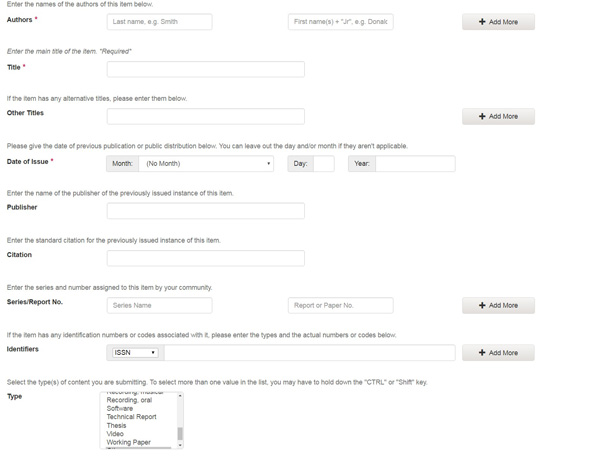 Enter the names of the authors of this item below.
Authors * Last name, e.g. Smith First name(s) + "Jr", e.g. Donalc + Add More
Enter the main title of the item. *Required*
Title *
If the item has any alternative titles, please enter them below.
Other Titles + Add More
Please give the date of previous publication or public distribution below. You can leave out the day and/or month if they aren't applicable.
Date of Issue * Month: (No Month) Day: Year:
Enter the name of the publisher of the previously issued instance of this item.
Publisher
Enter the standard citation for the previously issued instance of this item.
Citation
Enter the series and number assigned to this item by your community.
Series/Report No. Series Name Report or Paper No. + Add More
If the item has any identification numbers or codes associated with it, please enter the types and the actual numbers or codes below.
Identifiers ISSN + Add More
Select the type(s) of content you are submitting. To select more than one value in the list, you may have to hold down the "CTRL" or "Shift" key.
Type
Recording, musical
Recording, oral
Software
Technical Report
Thesis
Video
Working Paper